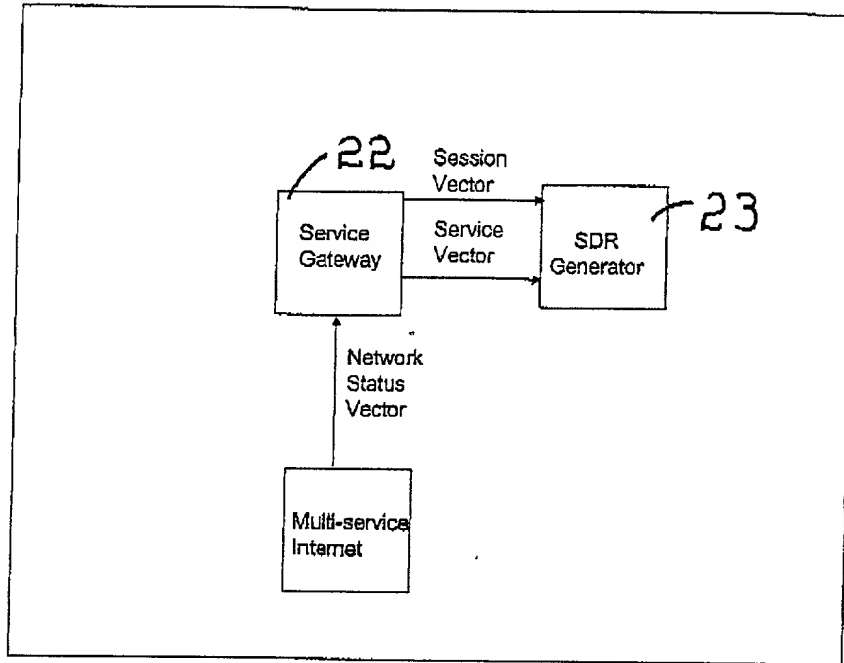 22
Session
Vector
23
Service
Gateway
Service
Vector
SDR
Generator
Network
Status
Vector
Multi-service
Internet